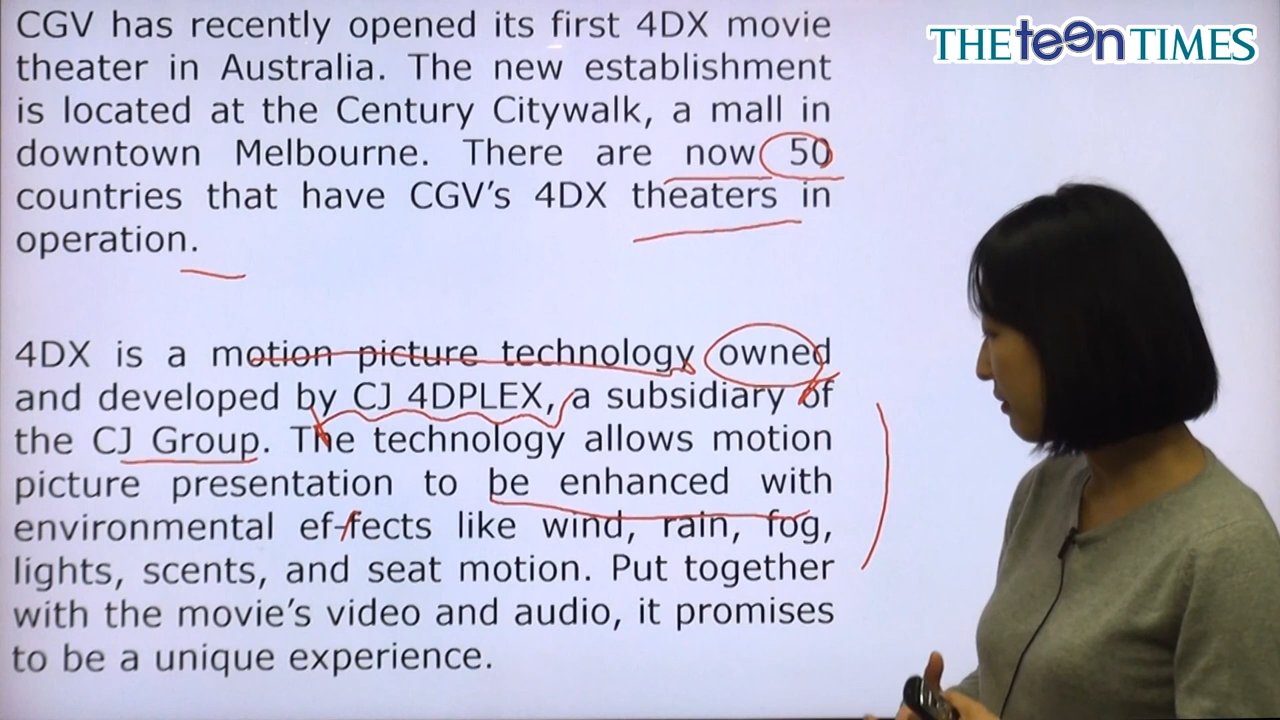 THE teen TIMES
CGV has recently opened its first 4DX movie
theater in Australia. The new establishment
is located at the Century Citywalk, a mall in
downtown Melbourne. There are now 50
countries that have CGV's 4DX theaters in
operation.
4DX is a motion picture technology owned
and developed by CJ 4DPLEX, a subsidiary of
the CJ Group. The technology allows motion
picture presentation to be enhanced with
environmental ef-fects like wind, rain, fog,
lights, scents, and seat motion. Put together
with the movie's video and audio, it promises
to be a unique experience.